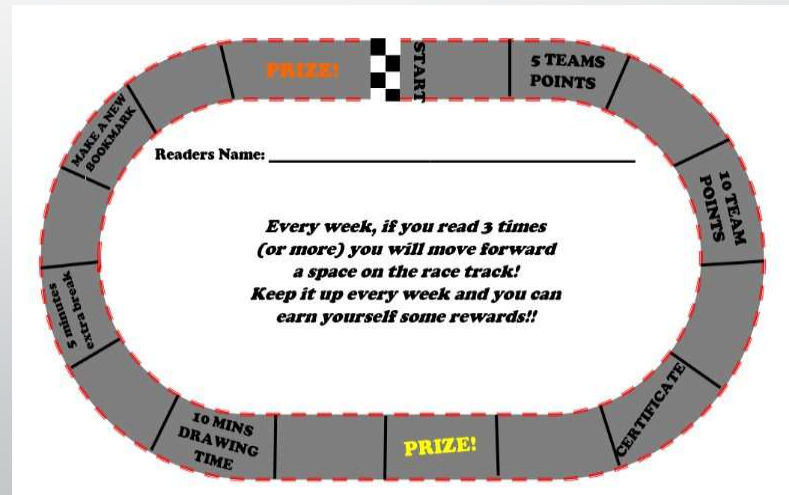 PRIZE!
START
5 TEAMS
POINTS
10 TEAM
POINTS
CERTIFICATE
PRIZE!
10 MINS
DRAWING
TIME
5 minutes
extra break
MAKE A NEW
BOOKMARK
Readers Name:
Every week, if you read 3 times
(or more) you will move forward
a space on the race track!
Keep it up every week and you can
earn yourself some rewards!!